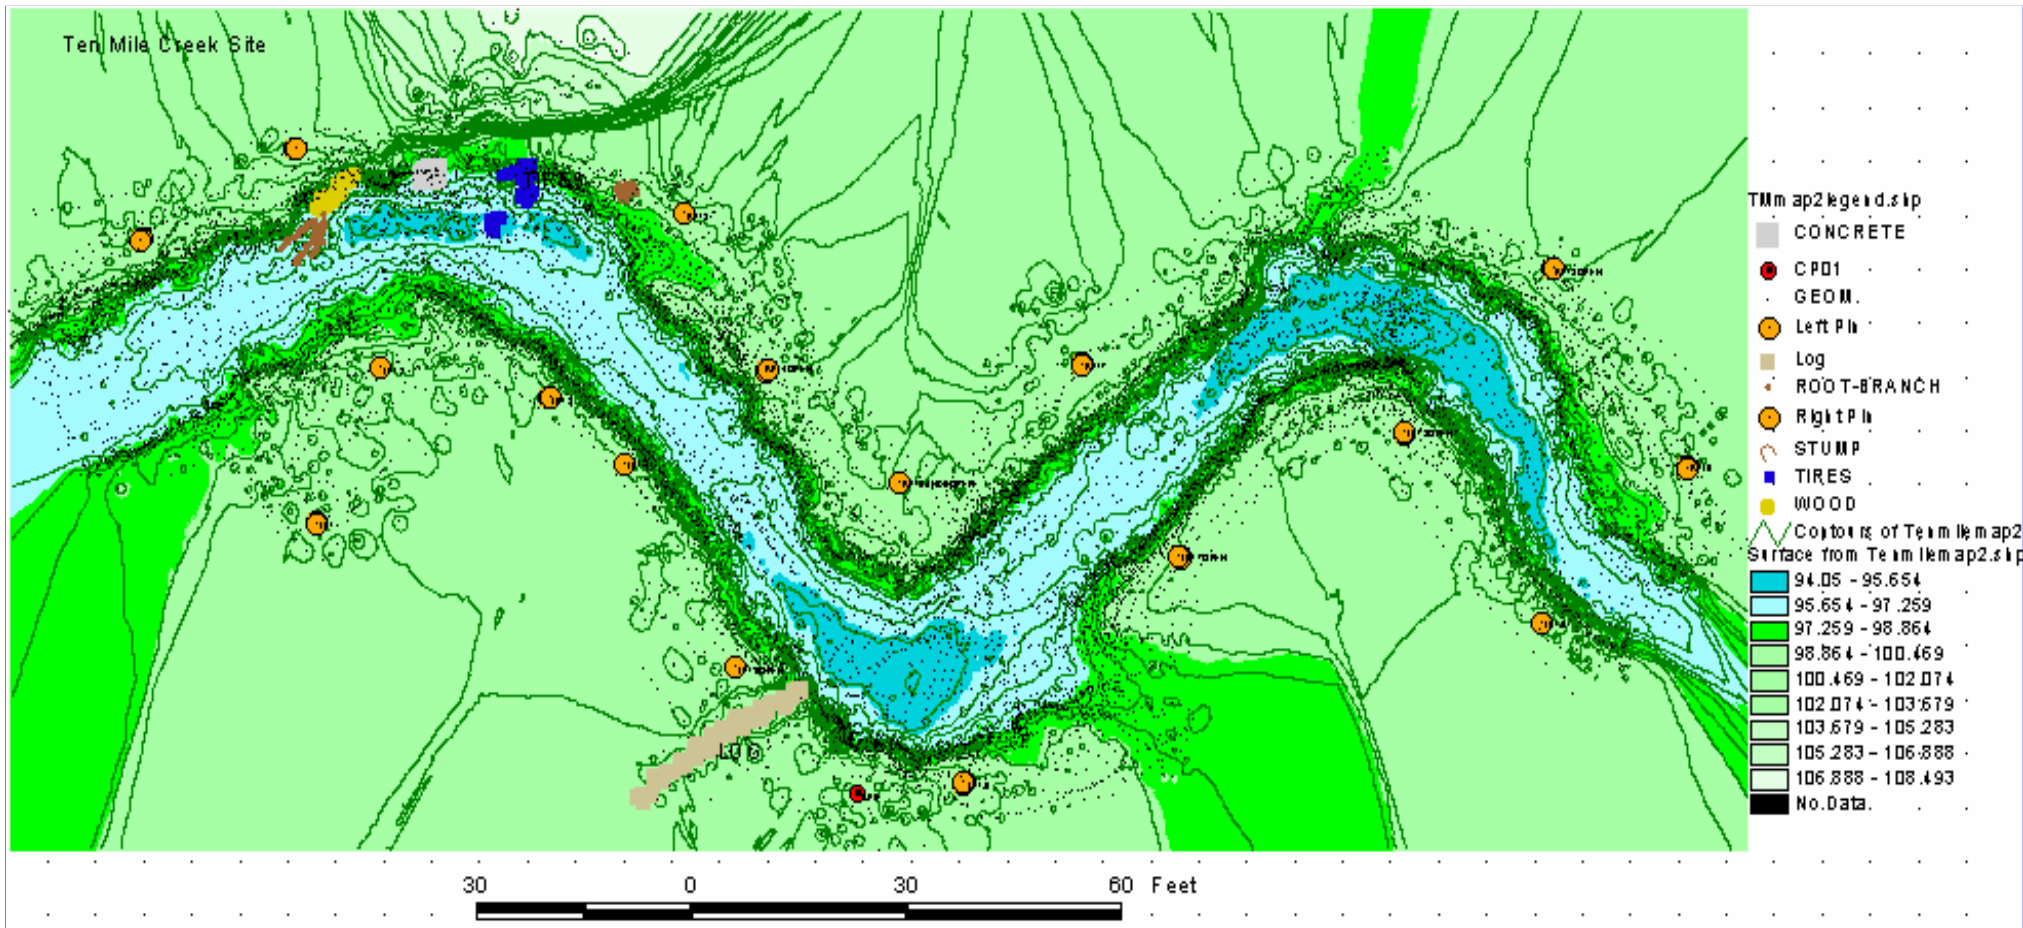 Ten Mile Creek Site
TMmap2legend.shp
CONCRETE
CP01
GEOM.
Left Pin
Log
ROOT-BRANCH
Right Pin
STUMP
TIRES
WOOD
Contours of Tenmilemap2
Surface from Tenmilemap2.shp
94.05 - 95.654
95.654 - 97.259
97.259 - 98.864
98.864 - 100.469
100.469 - 102.074
102.074 - 103.679
103.679 - 105.283
105.283 - 106.888
106.888 - 108.493
No Data
LOG
30 0 30 60 Feet